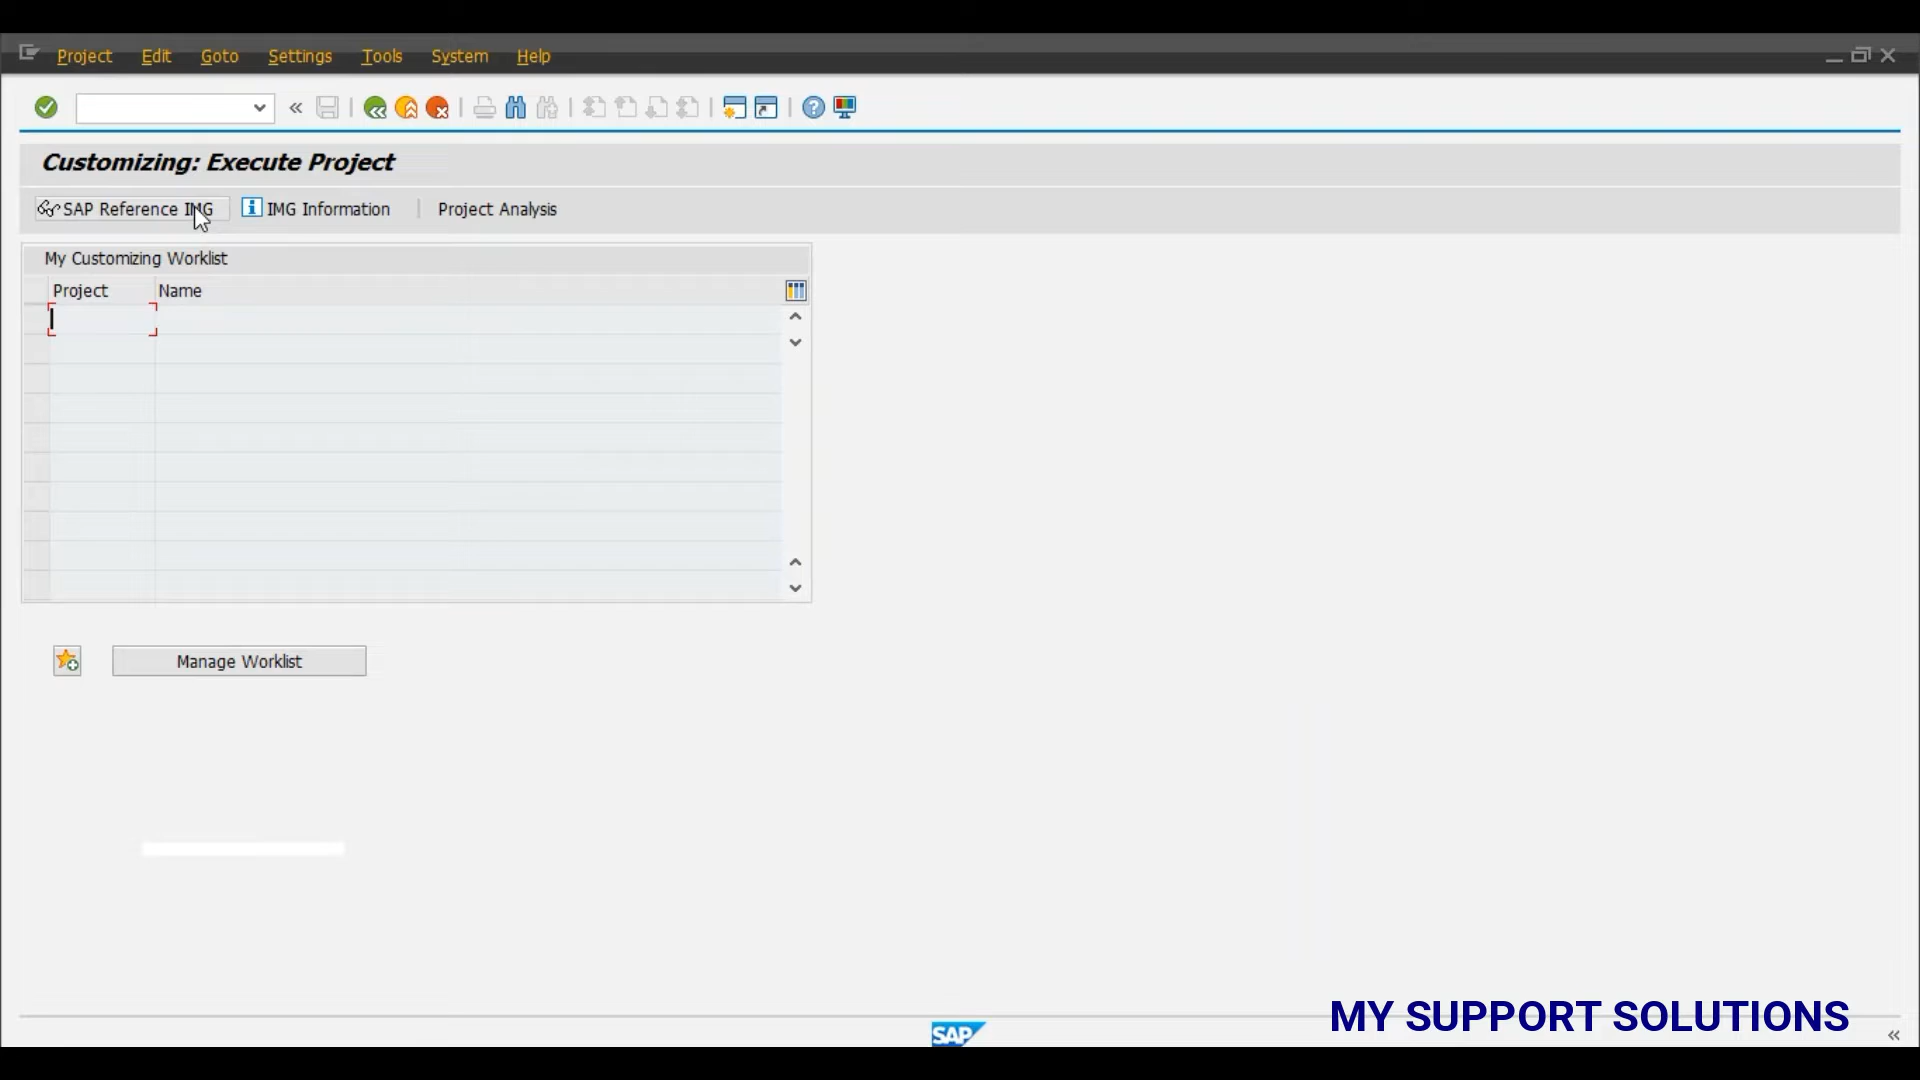 Project Edit Goto Settings Tools System Help
Customizing: Execute Project
SAP Reference IMG IMG Information Project Analysis
My Customizing Worklist
Project Name
Manage Worklist
MY SUPPORT SOLUTIONS
SAP